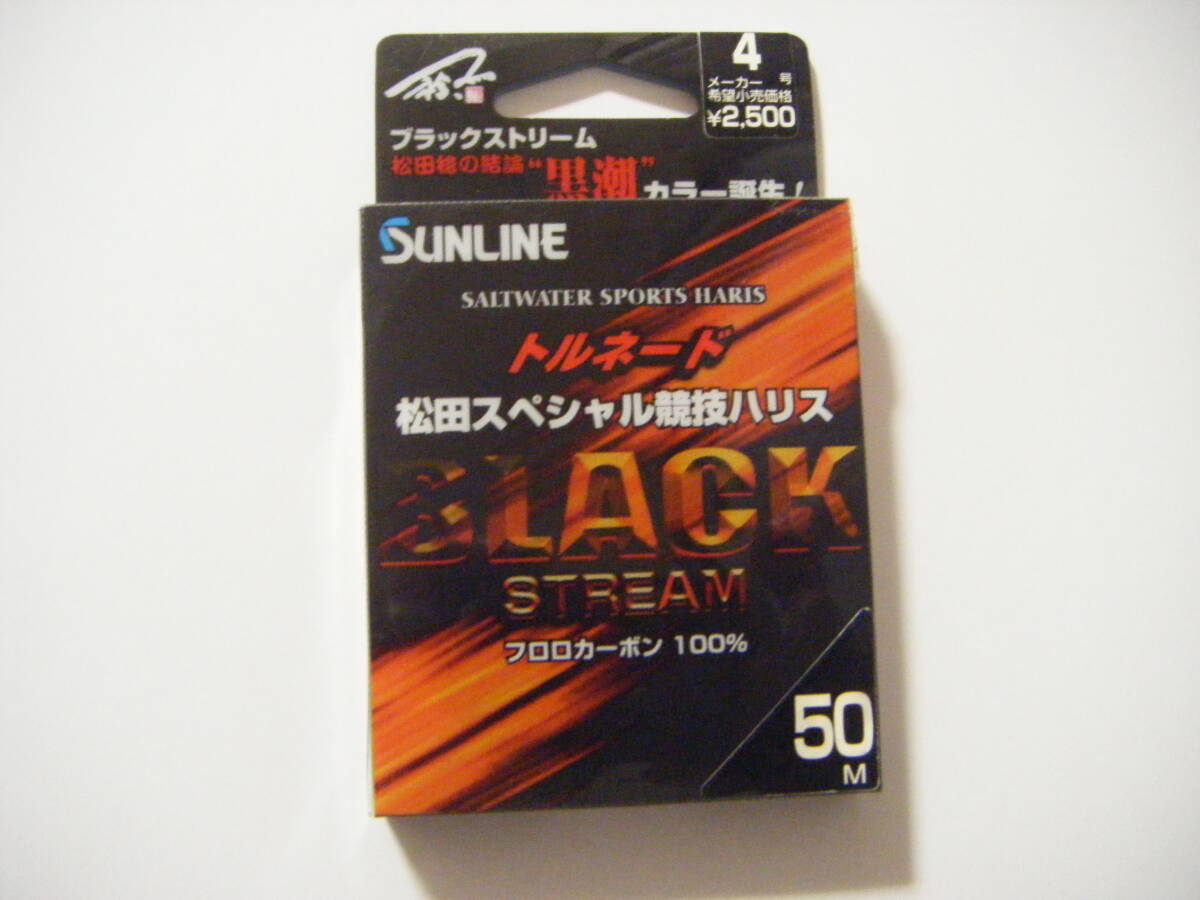 4
メーカー 号
希望小売価格
¥2,500
ブラックストリーム
松田稔の結論“黒潮”カラー誕生！
SUNLINE
SALTWATER SPORTS HARIS
トルネード
松田スペシャル競技ハリス
BLACK
STREAM
フロロカーボン 100%
50
M